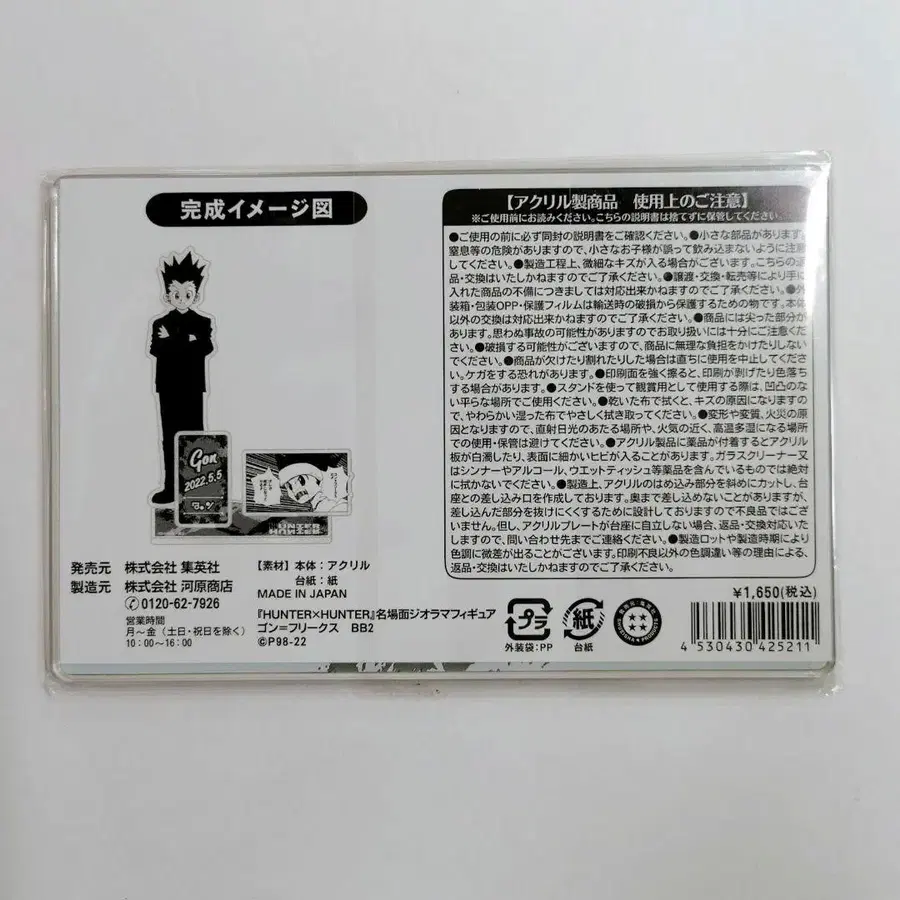 完成イメージ図
Gon
2022.5.5
HUNTER
HUNTER
発売元 株式会社 集英社
製造元 株式会社 河原商店
0120-62-7926
営業時間
月~金(土日・祝日を除く)
10:00~16:00
【素材】本体:アクリル
台紙:紙
MADE IN JAPAN
『HUNTER×HUNTER』名場面ジオラマフィギュア
ゴン=フリークス BB2
©P98-22
【アクリル製商品 使用上のご注意】
※ご使用前にお読みください。こちらの説明書は捨てずに保管してください
●ご使用の前に必ず同封の説明書をご確認ください。●小さな部品があります。
窒息等の危険がありますので、小さなお子様が誤って飲み込まないように注意
してください。●製造工程上、微細なキズが入る場合がございます。こちらの返
品・交換はいたしかねますのでご了承ください。●譲渡・交換・転売等により手に
入れた商品の不備につきましては対応出来かねますのでご了承ください。●外
装箱・包装OPP・保護フィルムは輸送時の破損から保護するための物です。本体
以外の交換は対応出来かねますのでご了承ください。●商品には尖った部分が
あります。思わぬ事故の可能性がありますのでお取り扱いには十分にご注意くだ
さい。●破損する可能性がございますので、商品に無理な負担をかけたりしない
でください。●商品が欠けたり割れたりした場合は直ちに使用を中止してくださ
い。ケガをする恐れがあります。●印刷面を強く擦ると、印刷が剥げたり色落ち
する場合があります。●スタンドを使って観賞用として使用する際は、凹凸のな
い平らな場所でご使用ください。●乾いた布で拭くと、キズの原因になりますの
で、やわらかい湿った布でやさしく拭き取ってください。●変形や変質、火災の原
因となりますので、直射日光のあたる場所や、火気の近く、高温多湿になる場所
での使用・保管は避けてください。●アクリル製品に薬品が付着するとアクリル
板が白濁したり、表面に細かいヒビが入ることがあります。ガラスクリーナー又
はシンナーやアルコール、ウエットティッシュ等薬品を含んでいるものでは絶対
に拭かないでください。●製造上、アクリルのはめ込み部分を斜めにカットし、台
座との差し込み口を作成しております。奥まで差し込めないことがありますが、
差し込んだ部分を抜けにくくするために設計しておりますので不良品ではござ
いません。但し、アクリルプレートが台座に自立しない場合、返品・交換対応いた
しますので、問い合わせ先までご連絡ください。●製造ロットや製造時期により
色調に微差が出ることがございます。印刷不良以外の色調違い等の理由による、
返品・交換はいたしかねますのでご了承ください。
¥1,650(税込)
プラ
外装袋:PP
紙
台紙
4 530430 425211